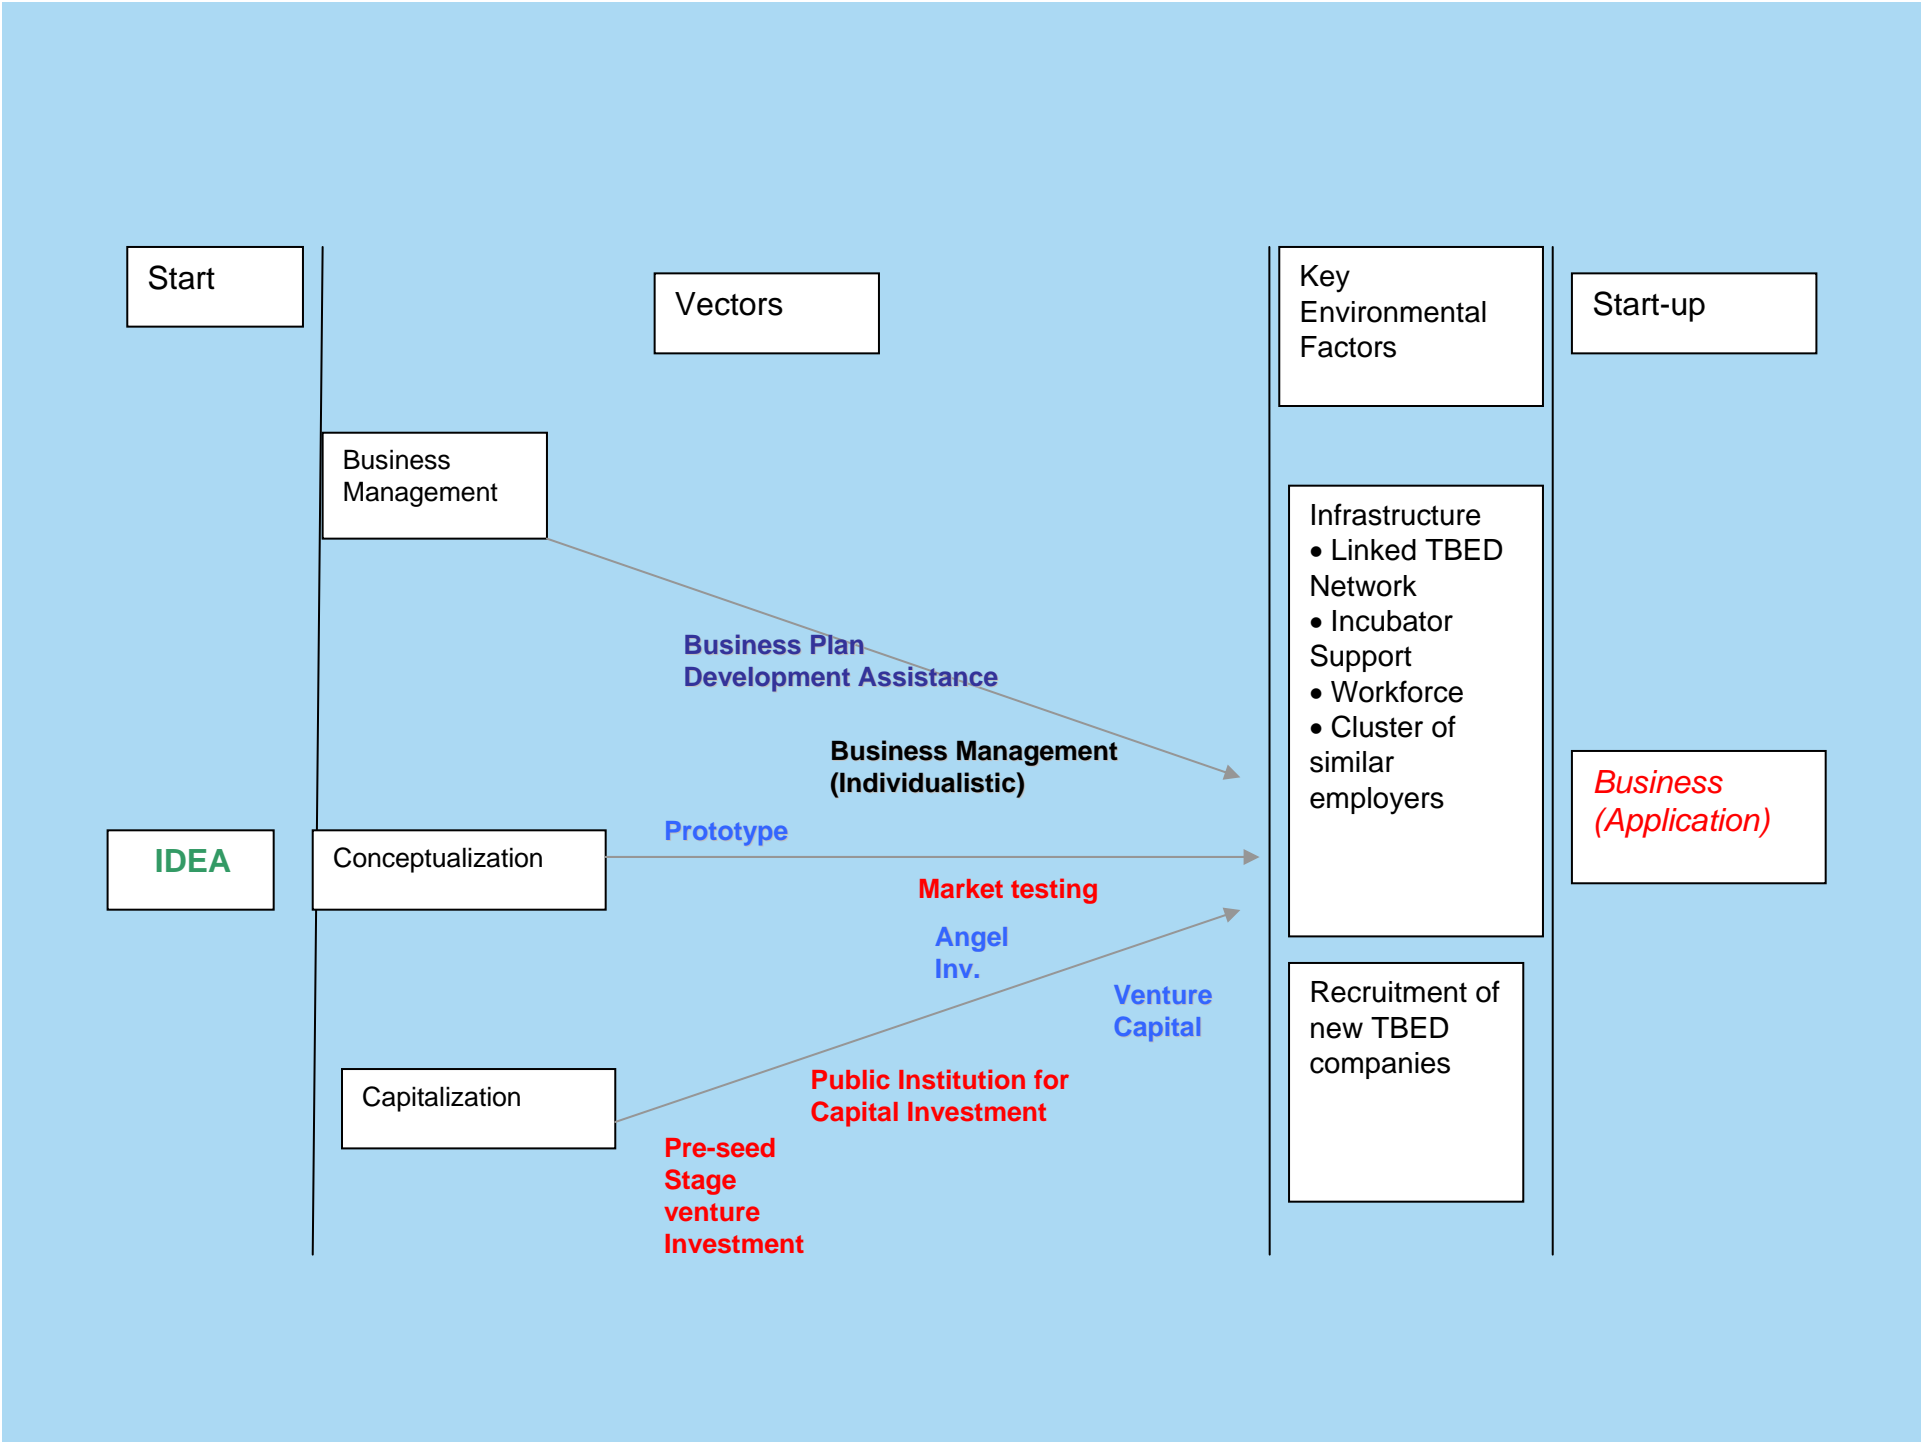 Start
Vectors
Key
Environmental
Factors
Start-up
Business
Management
Infrastructure
• Linked TBED
Network
• Incubator
Support
• Workforce
• Cluster of
similar
employers
Business Plan
Development Assistance
Business Management
(Individualistic)
Business
(Application)
IDEA
Conceptualization
Prototype
Market testing
Angel
Inv.
Venture
Capital
Recruitment of
new TBED
companies
Capitalization
Public Institution for
Capital Investment
Pre-seed
Stage
venture
Investment